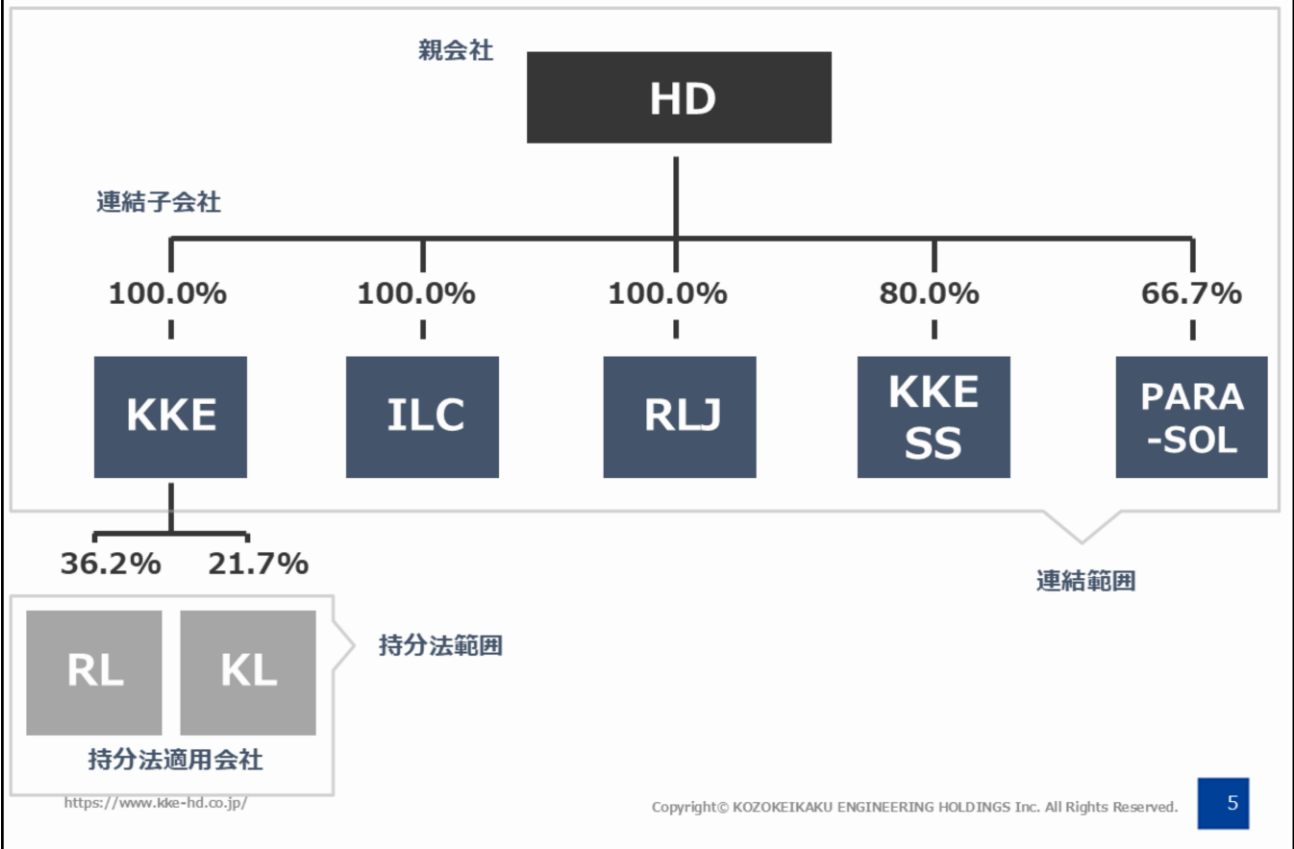 親会社
HD
連結子会社
100.0%
100.0%
100.0%
80.0%
66.7%
KKE
ILC
RLJ
KKE
SS
PARA
-SOL
36.2%
21.7%
連結範囲
RL
KL
持分法範囲
持分法適用会社
https://www.kke-hd.co.jp/
Copyright© KOZOKEIKAKU ENGINEERING HOLDINGS Inc. All Rights Reserved.
5